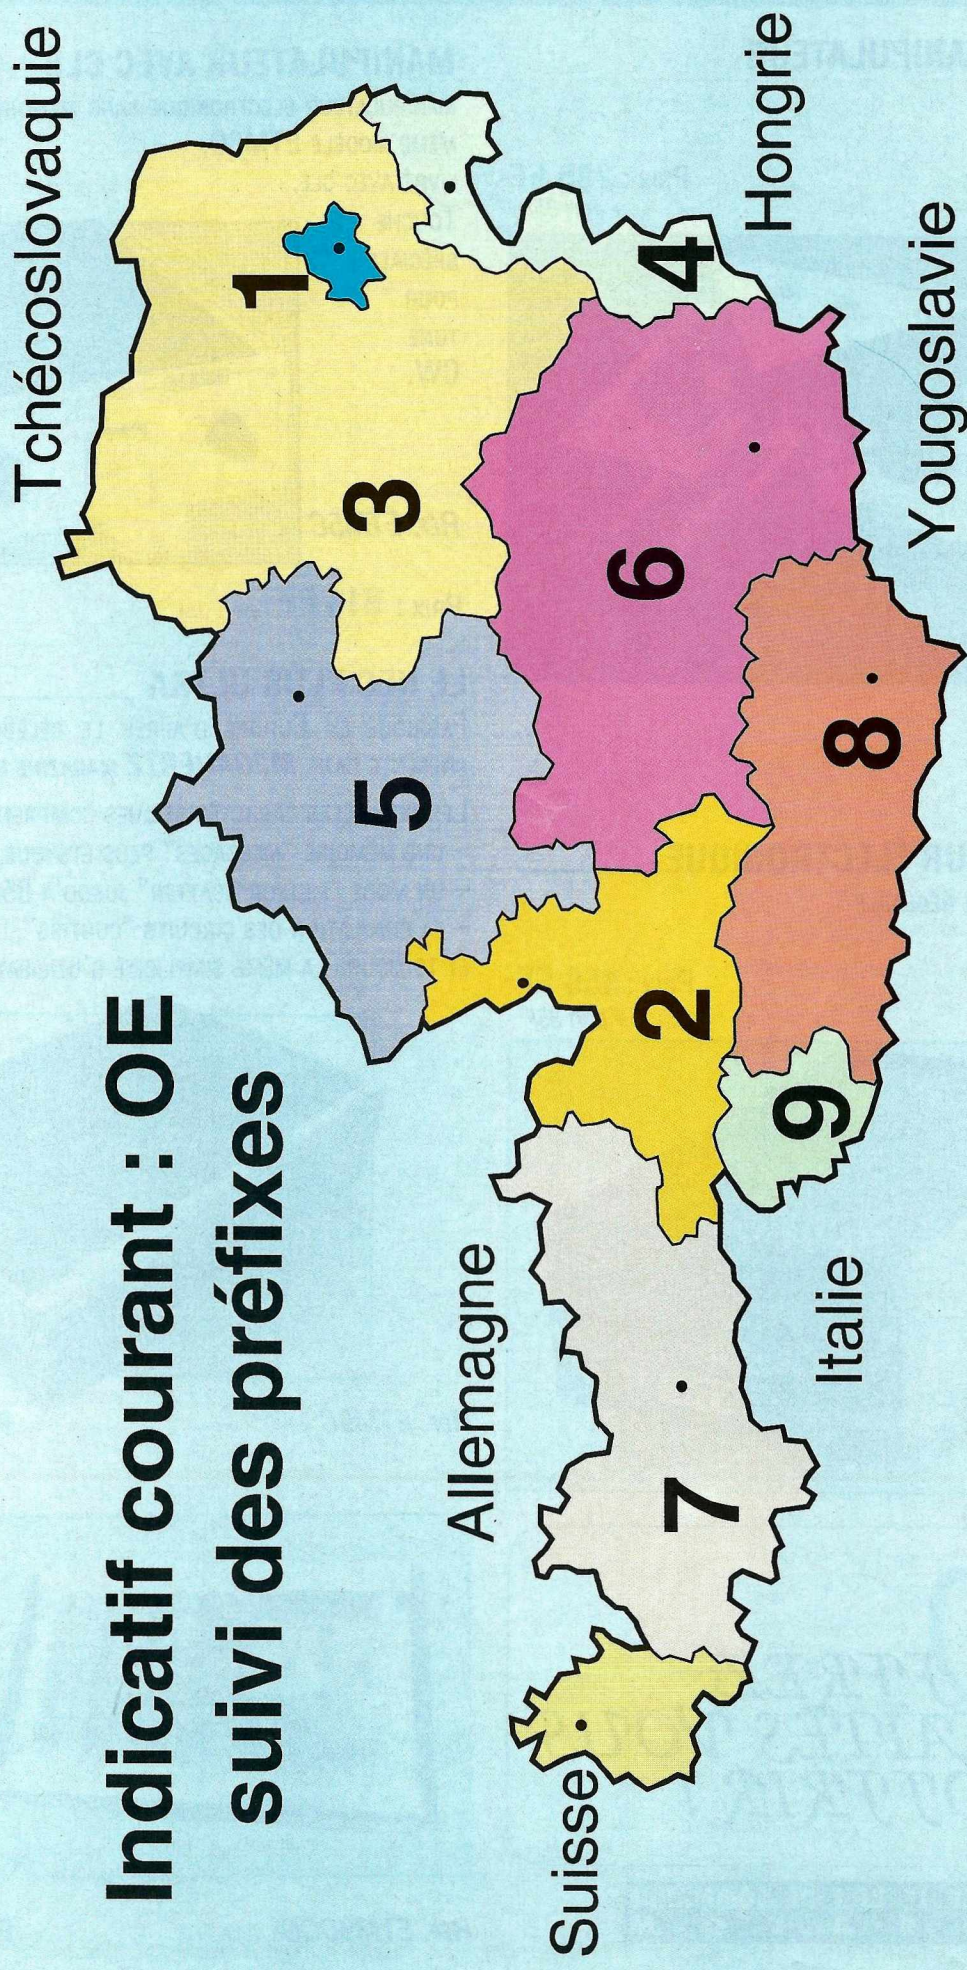 Indicatif courant : OE
suivi des préfixes
Tchécoslovaquie
Allemagne
Suisse
Italie
Hongrie
Yougoslavie
1
3
5
4
6
2
7
8
9